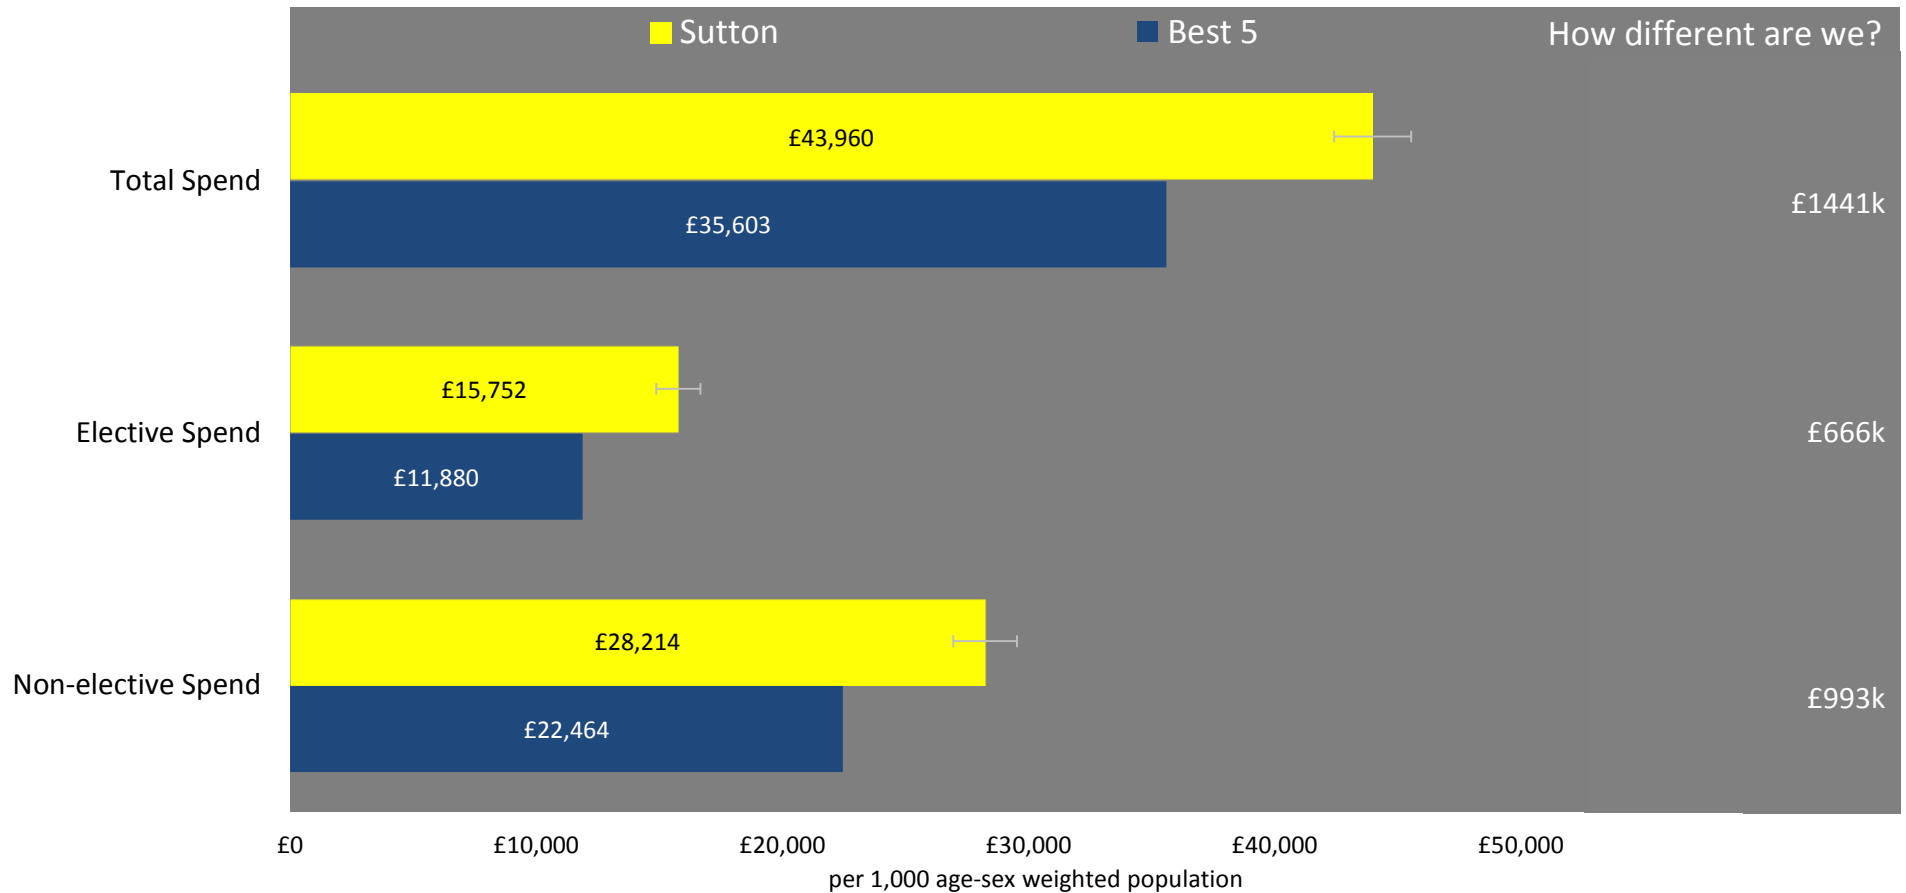 Sutton
Best 5
How different are we?
Total Spend
£43,960
£35,603
£1441k
Elective Spend
£15,752
£11,880
£666k
Non-elective Spend
£28,214
£22,464
£993k
£0 £10,000 £20,000 £30,000 £40,000 £50,000
per 1,000 age-sex weighted population